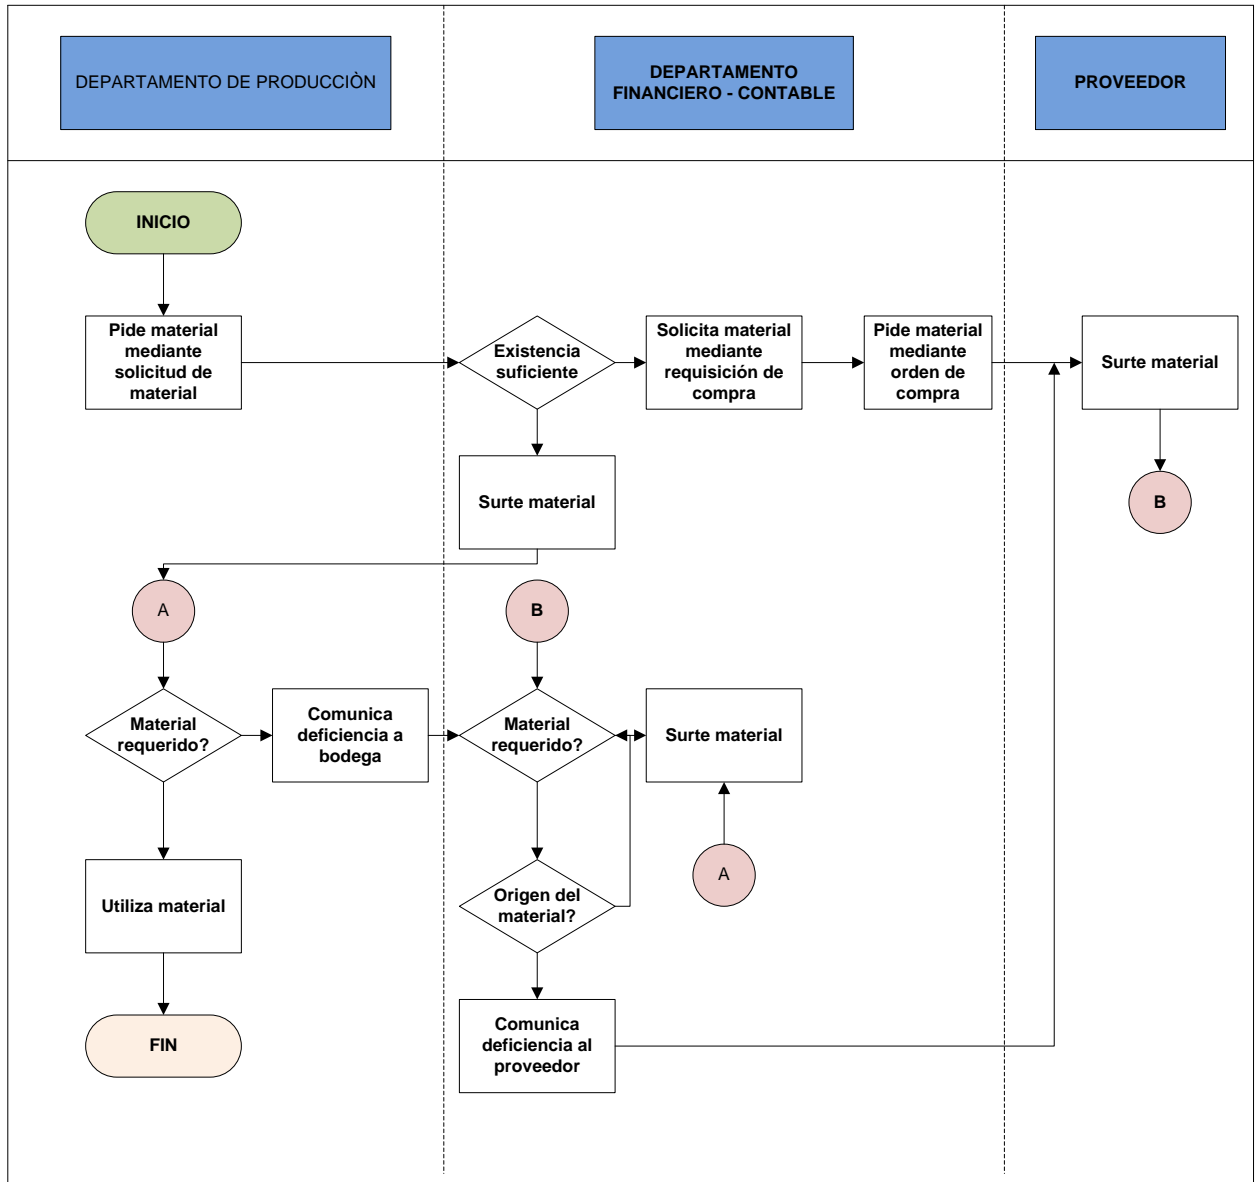 DEPARTAMENTO DE PRODUCCIÒN
DEPARTAMENTO
FINANCIERO - CONTABLE
PROVEEDOR
INICIO
Pide material
mediante
solicitud de
material
Existencia
suficiente
Solicita material
mediante
requisición de
compra
Pide material
mediante
orden de
compra
Surte material
Surte material
B
A
B
Material
requerido?
Comunica
deficiencia a
bodega
Material
requerido?
Surte material
Utiliza material
Origen del
material?
A
FIN
Comunica
deficiencia al
proveedor